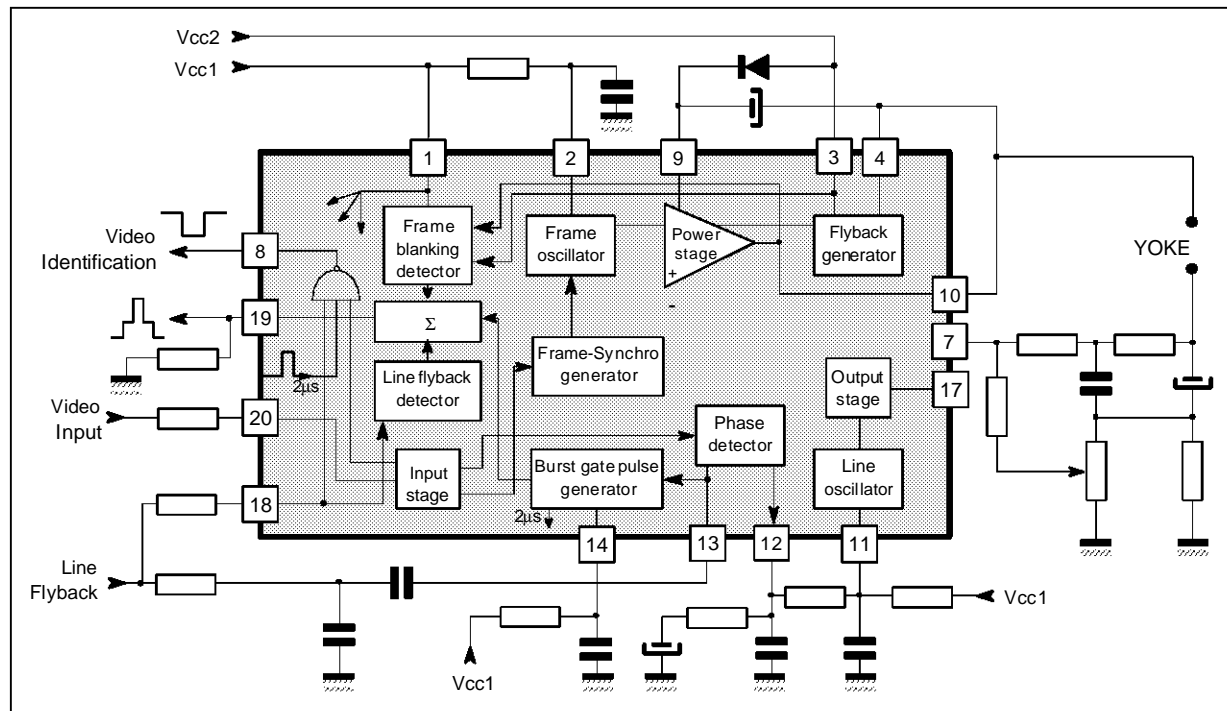 Vcc2
Vcc1
1
2
9
3
4
Video
Identification
8
Frame
blanking
detector
Frame
oscillator
Power
stage
+
-
Flyback
generator
YOKE
10
19
Σ
7
2µs
Line flyback
detector
Frame-Synchro
generator
Output
stage
17
Video
Input
20
Phase
detector
Input
stage
Burst gate pulse
generator
Line
oscillator
18
2µs
14
13
12
11
Line
Flyback
Vcc1
Vcc1